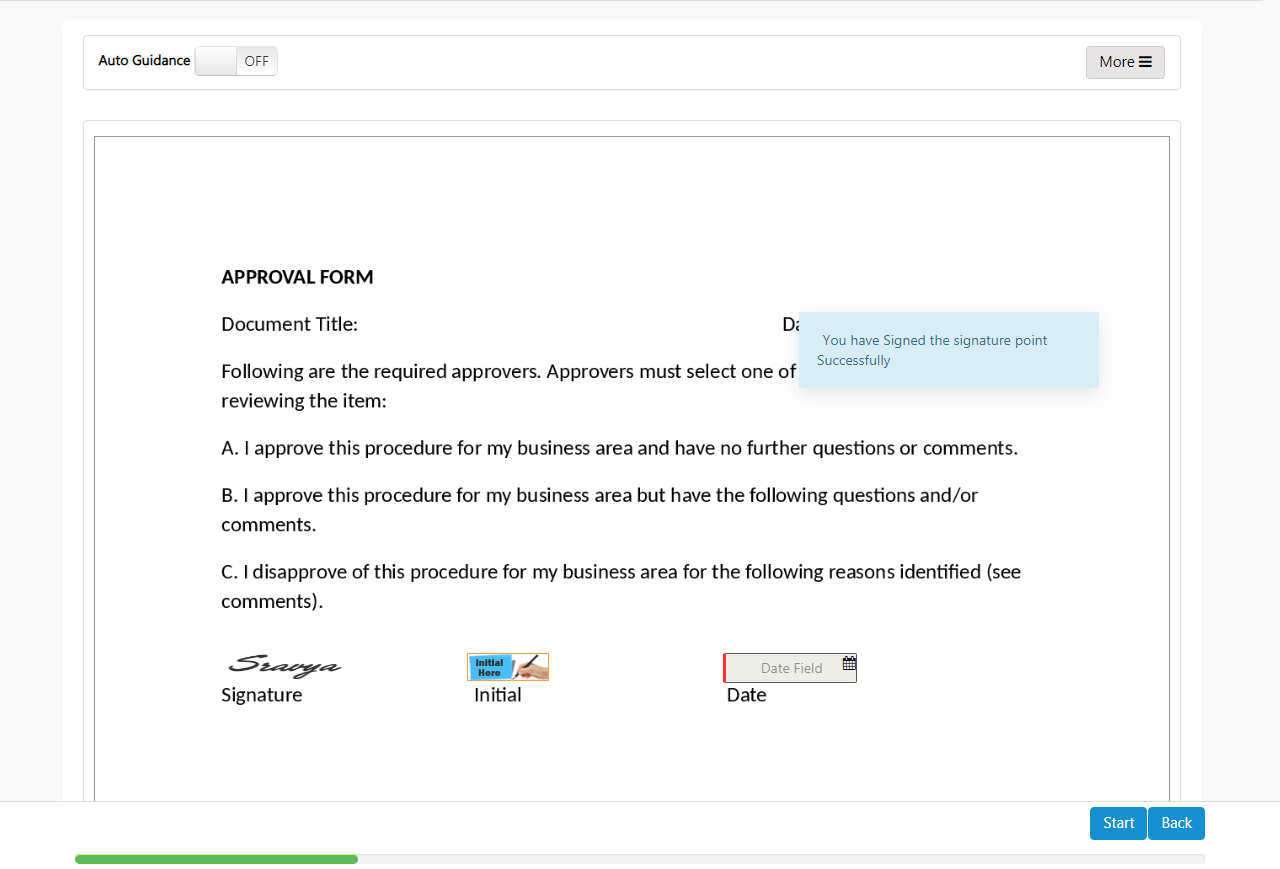 Auto Guidance OFF More
APPROVAL FORM
Document Title:
You have Signed the signature point
Successfully
Following are the required approvers. Approvers must select one of
reviewing the item:
A. I approve this procedure for my business area and have no further questions or comments.
B. I approve this procedure for my business area but have the following questions and/or
comments.
C. I disapprove of this procedure for my business area for the following reasons identified (see
comments).
Sravya
Initial
Here
Date Field
Signature Initial Date
Start Back